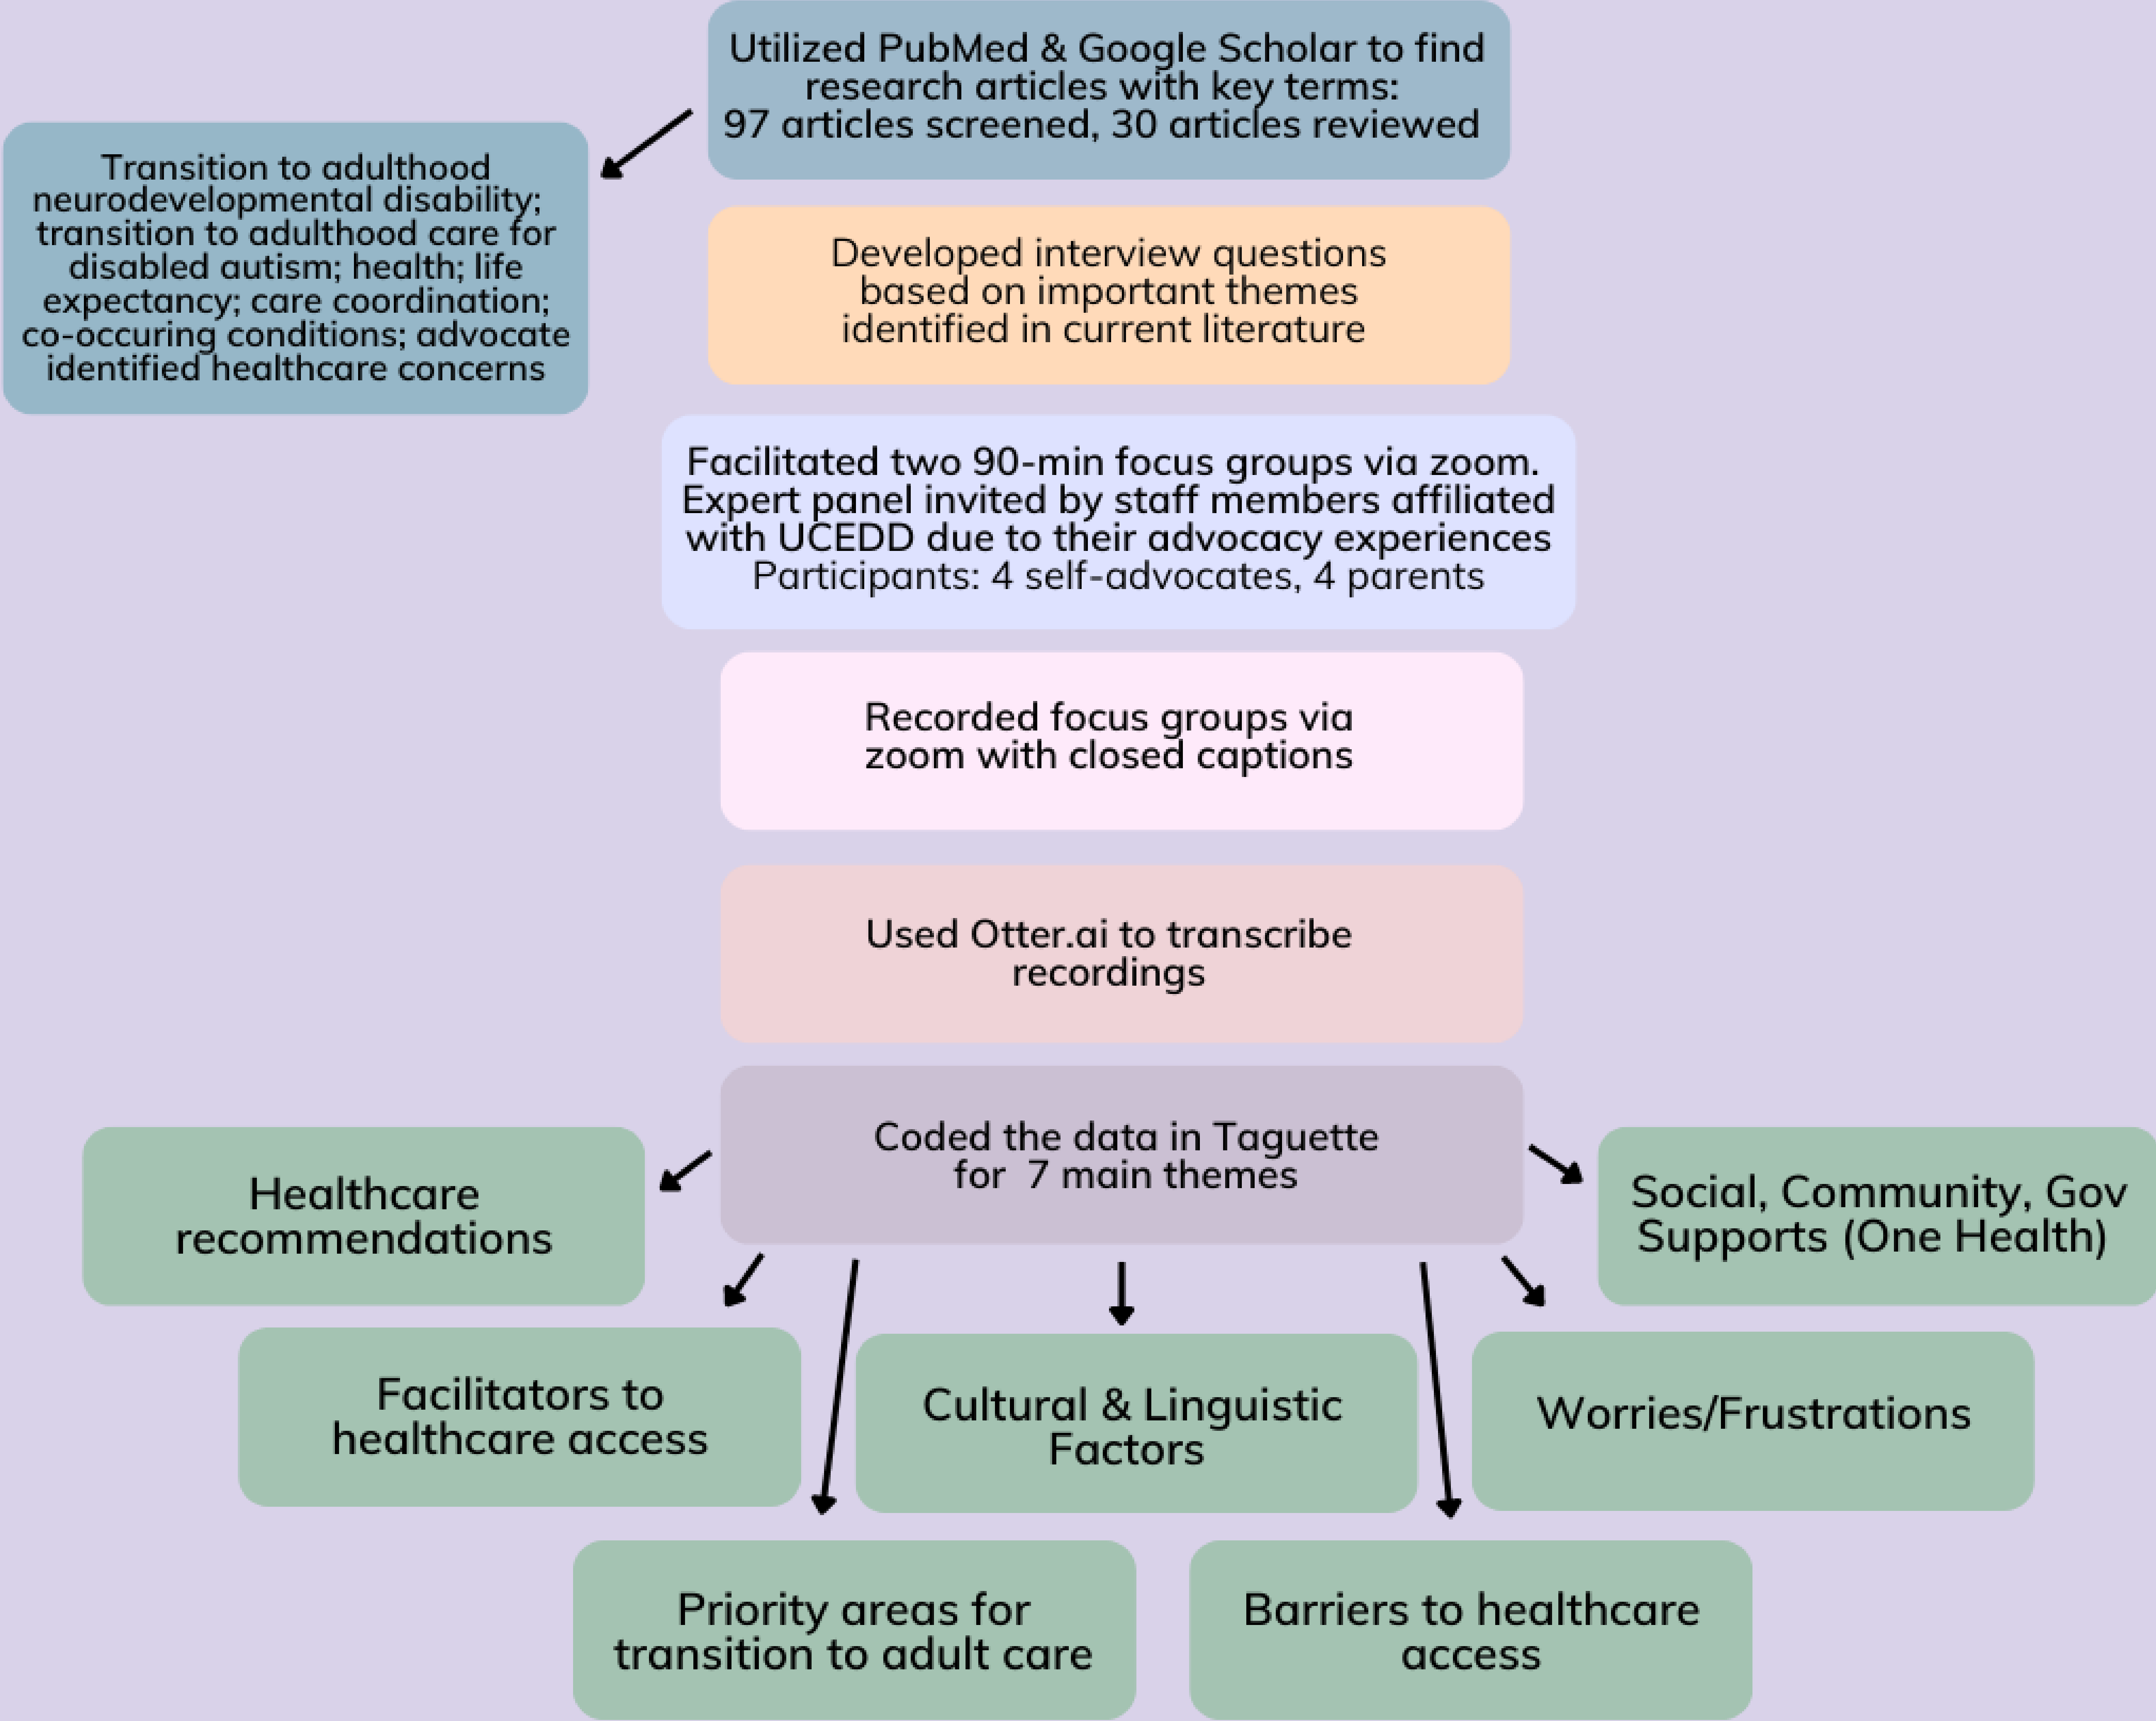 Utilized PubMed & Google Scholar to find
research articles with key terms:
97 articles screened, 30 articles reviewed
Transition to adulthood
neurodevelopmental disability;
transition to adulthood care for
disabled autism; health; life
expectancy; care coordination;
co-occuring conditions; advocate
identified healthcare concerns
Developed interview questions
based on important themes
identified in current literature
Facilitated two 90-min focus groups via zoom.
Expert panel invited by staff members affiliated
with UCEDD due to their advocacy experiences
Participants: 4 self-advocates, 4 parents
Recorded focus groups via
zoom with closed captions
Used Otter.ai to transcribe
recordings
Coded the data in Taguette
for 7 main themes
Healthcare
recommendations
Social, Community, Gov
Supports (One Health)
Facilitators to
healthcare access
Cultural & Linguistic
Factors
Worries/Frustrations
Priority areas for
transition to adult care
Barriers to healthcare
access